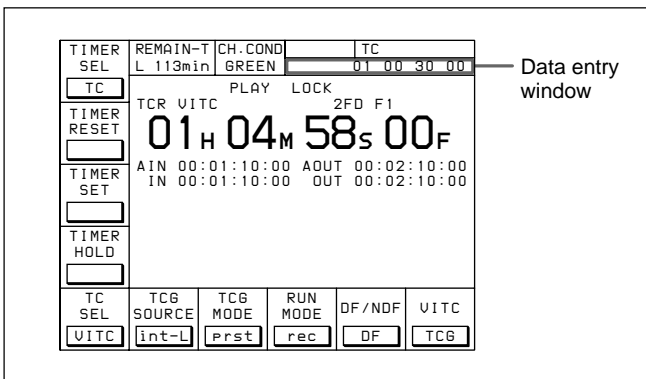 TIMER SEL
TC
REMAIN-T
L 113min
CH.COND
GREEN
TC
01 00 30 00
Data entry window
PLAY LOCK
TCR VITC 2FD F1
01H 04M 58S 00F
AIN 00:01:10:00 AOUT 00:02:10:00
IN 00:01:10:00 OUT 00:02:10:00
TIMER RESET
TIMER SET
TIMER HOLD
TC SEL
VITC
TCG SOURCE
int-L
TCG MODE
prst
RUN MODE
rec
DF/NDF
DF
VITC
TCG